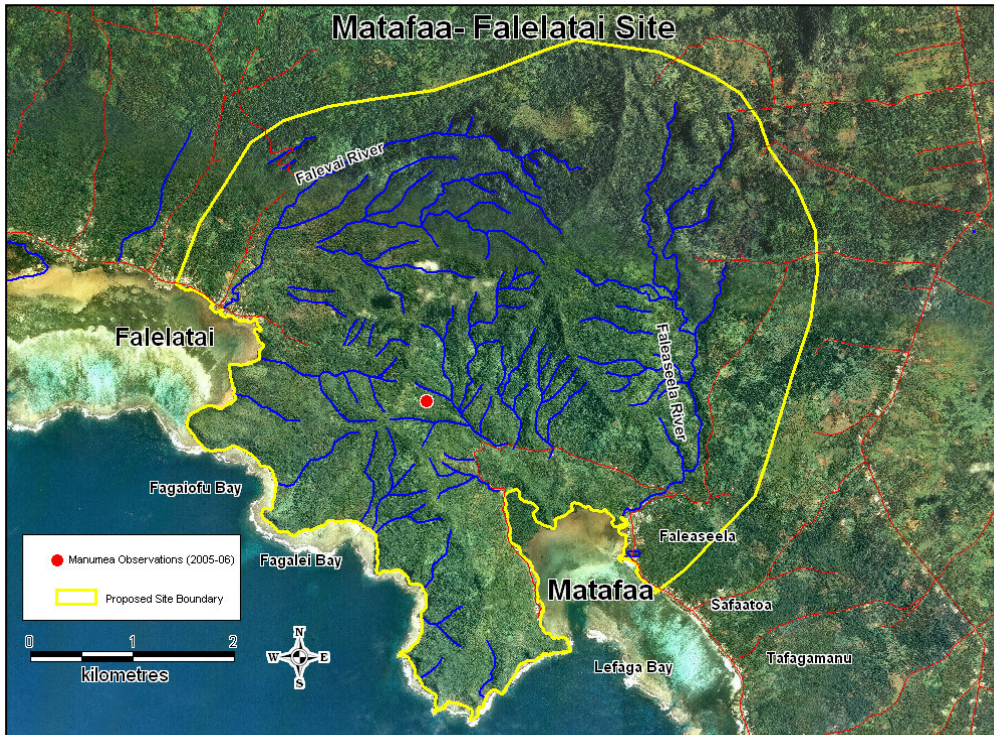 Matafaa- Falelatai Site
Falevai River
Falelatai
Faleaseela River
Fagaiofu Bay
Faleaseela
Fagalei Bay
Matafaa
Safaatoa
Tafagamanu
Lefaga Bay
Manumea Observations (2005-06)
Proposed Site Boundary
0 1 2
kilometres
N
W E
S